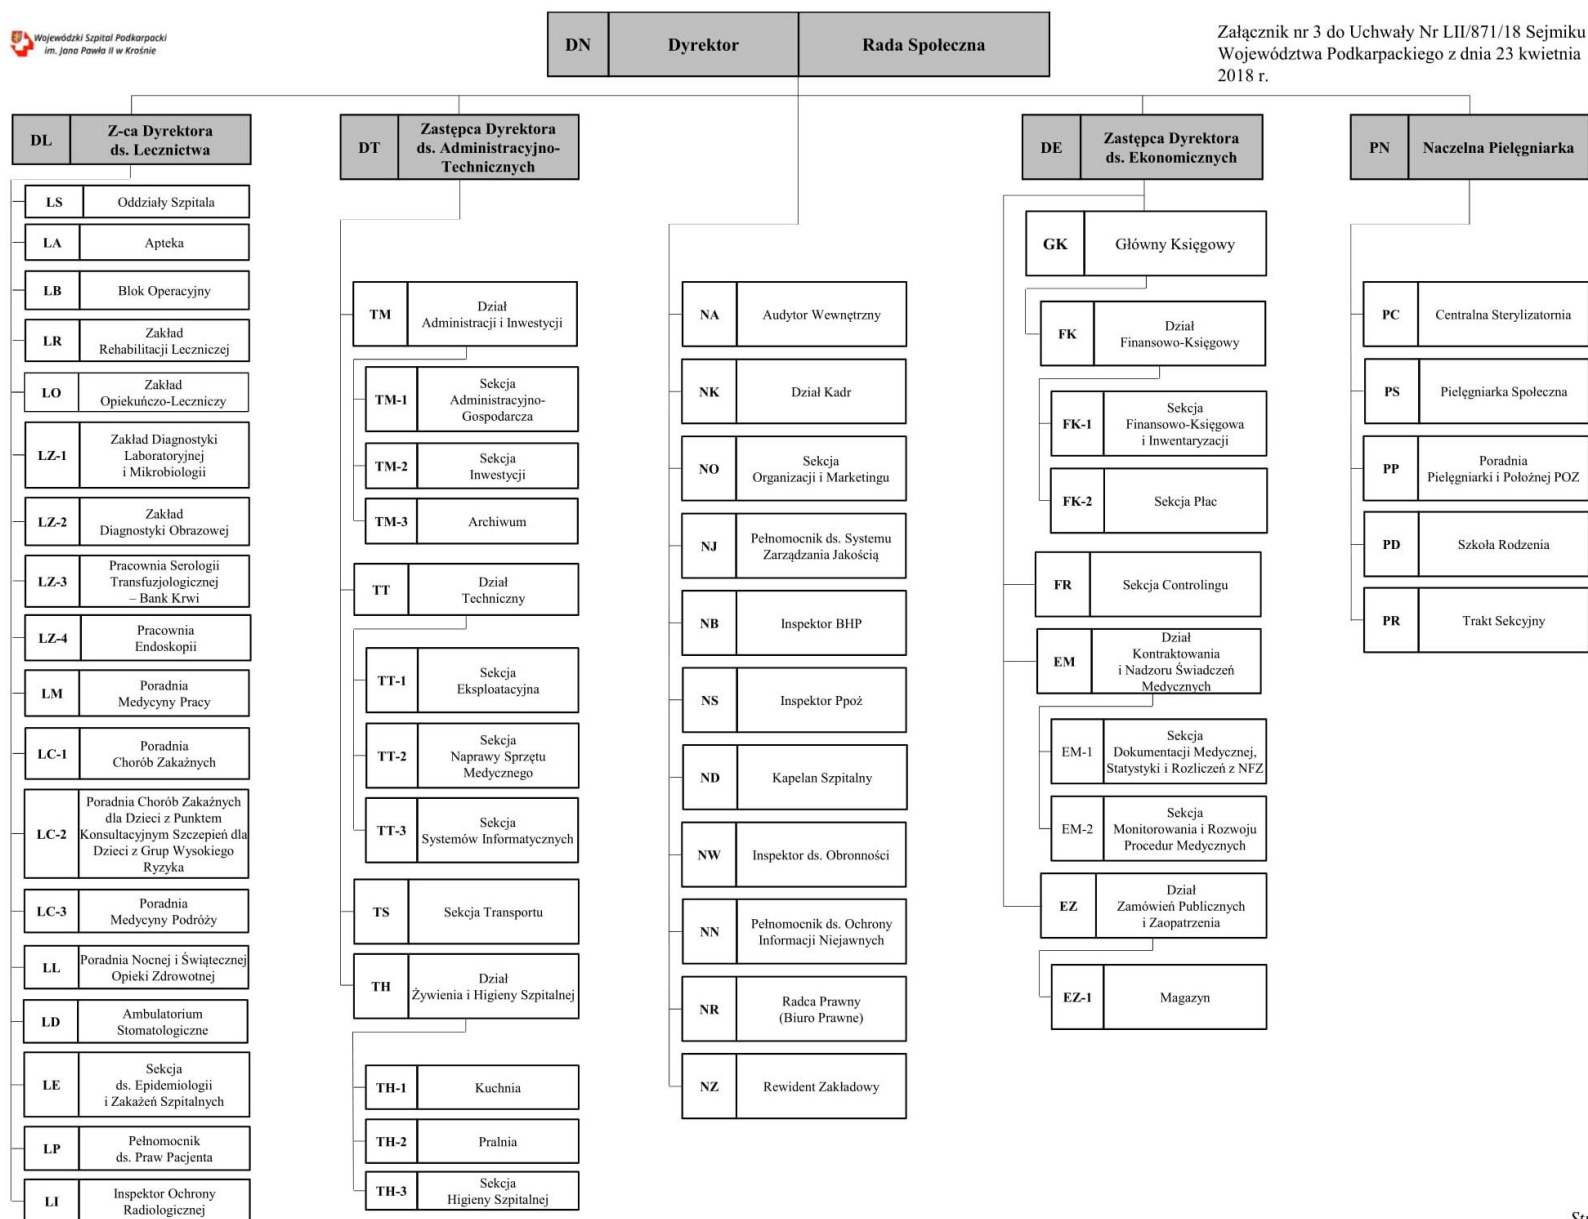 Wojewódzki Szpital Podkarpacki
im. Jana Pawła II w Krośnie
DN
Dyrektor
Rada Społeczna
Załącznik nr 3 do Uchwały Nr LII/871/18 Sejmiku
Województwa Podkarpackiego z dnia 23 kwietnia
2018 r.
DL
Z-ca Dyrektora
ds. Lecznictwa
LS
Oddziały Szpitala
LA
Apteka
LB
Blok Operacyjny
LR
Zakład
Rehabilitacji Leczniczej
LO
Zakład
Opiekuńczo-Leczniczy
LZ-1
Zakład Diagnostyki
Laboratoryjnej
i Mikrobiologii
LZ-2
Zakład
Diagnostyki Obrazowej
LZ-3
Pracownia Serologii
Transfuzjologicznej
– Bank Krwi
LZ-4
Pracownia
Endoskopii
LM
Poradnia
Medycyny Pracy
LC-1
Poradnia
Chorób Zakaźnych
LC-2
Poradnia Chorób Zakaźnych
dla Dzieci z Punktem
Konsultacyjnym Szczepień dla
Dzieci z Grup Wysokiego
Ryzyka
LC-3
Poradnia
Medycyny Podróży
LL
Poradnia Nocnej i Świątecznej
Opieki Zdrowotnej
LD
Ambulatorium
Stomatologiczne
LE
Sekcja
ds. Epidemiologii
i Zakażeń Szpitalnych
LP
Pełnomocnik
ds. Praw Pacjenta
LI
Inspektor Ochrony
Radiologicznej
DT
Zastępca Dyrektora
ds. Administracyjno-
Technicznych
TM
Dział
Administracji i Inwestycji
TM-1
Sekcja
Administracyjno-
Gospodarcza
TM-2
Sekcja
Inwestycji
TM-3
Archiwum
TT
Dział
Techniczny
TT-1
Sekcja
Eksploatacyjna
TT-2
Sekcja
Naprawy Sprzętu
Medycznego
TT-3
Sekcja
Systemów Informatycznych
TS
Sekcja Transportu
TH
Dział
Żywienia i Higieny Szpitalnej
TH-1
Kuchnia
TH-2
Pralnia
TH-3
Sekcja
Higieny Szpitalnej
NA
Audytor Wewnętrzny
NK
Dział Kadr
NO
Sekcja
Organizacji i Marketingu
NJ
Pełnomocnik ds. Systemu
Zarządzania Jakością
NB
Inspektor BHP
NS
Inspektor Ppoż
ND
Kapelan Szpitalny
NW
Inspektor ds. Obronności
NN
Pełnomocnik ds. Ochrony
Informacji Niejawnych
NR
Radca Prawny
(Biuro Prawne)
NZ
Rewident Zakładowy
DE
Zastępca Dyrektora
ds. Ekonomicznych
GK
Główny Księgowy
FK
Dział
Finansowo-Księgowy
FK-1
Sekcja
Finansowo-Księgowa
i Inwentaryzacji
FK-2
Sekcja Płac
FR
Sekcja Controlingu
EM
Dział
Kontraktowania
i Nadzoru Świadczeń
Medycznych
EM-1
Sekcja
Dokumentacji Medycznej,
Statystyki i Rozliczeń z NFZ
EM-2
Sekcja
Monitorowania i Rozwoju
Procedur Medycznych
EZ
Dział
Zamówień Publicznych
i Zaopatrzenia
EZ-1
Magazyn
PN
Naczelna Pielęgniarka
PC
Centralna Sterylizatornia
PS
Pielęgniarka Społeczna
PP
Poradnia
Pielęgniarki i Położnej POZ
PD
Szkoła Rodzenia
PR
Trakt Sekcyjny